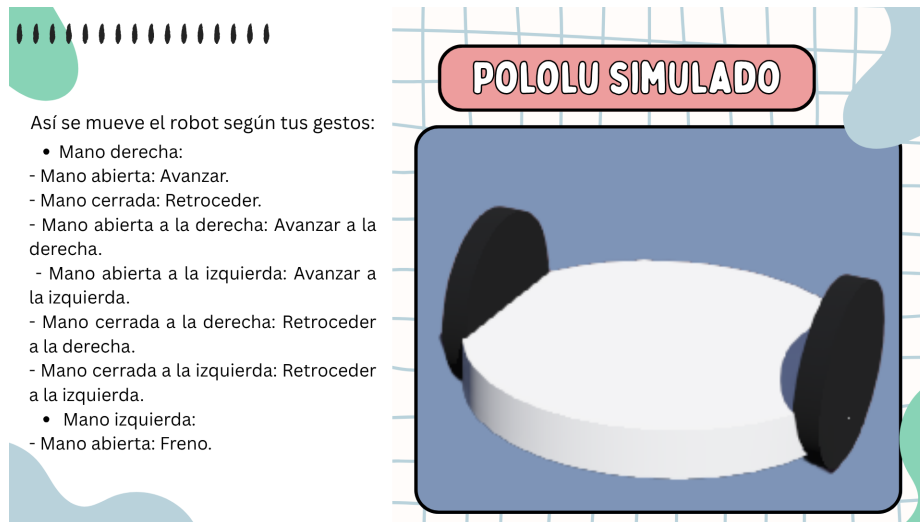 Así se mueve el robot según tus gestos:
• Mano derecha:
- Mano abierta: Avanzar.
- Mano cerrada: Retroceder.
- Mano abierta a la derecha: Avanzar a la
derecha.
- Mano abierta a la izquierda: Avanzar a
la izquierda.
- Mano cerrada a la derecha: Retroceder
a la derecha.
- Mano cerrada a la izquierda: Retroceder
a la izquierda.
• Mano izquierda:
- Mano abierta: Freno.
POLOLU SIMULADO